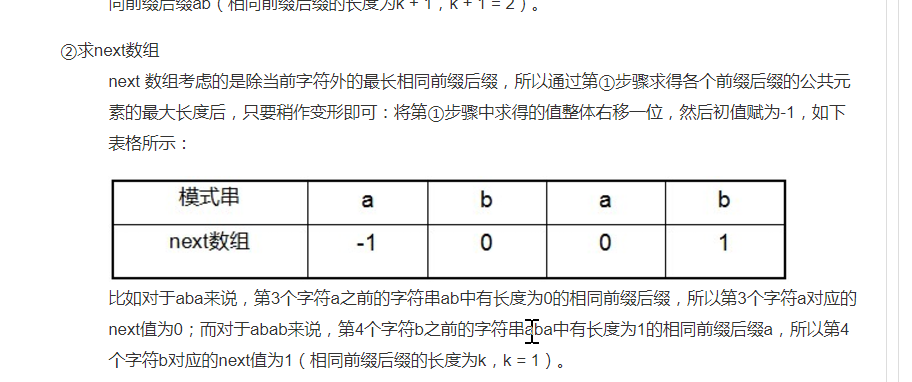 同前缀后缀ab（相同前缀后缀的长度为k + 1，k + 1 = 2）。
②求next数组
next 数组考虑的是除当前字符外的最长相同前缀后缀，所以通过第①步骤求得各个前缀后缀的公共元
素的最大长度后，只要稍作变形即可：将第①步骤中求得的值整体右移一位，然后初值赋为-1，如下
表格所示：
模式串 a b a b
next数组 -1 0 0 1
比如对于aba来说，第3个字符a之前的字符串ab中有长度为0的相同前缀后缀，所以第3个字符a对应的
next值为0；而对于abab来说，第4个字符b之前的字符串aba中有长度为1的相同前缀后缀a，所以第4
个字符b对应的next值为1（相同前缀后缀的长度为k，k = 1）。